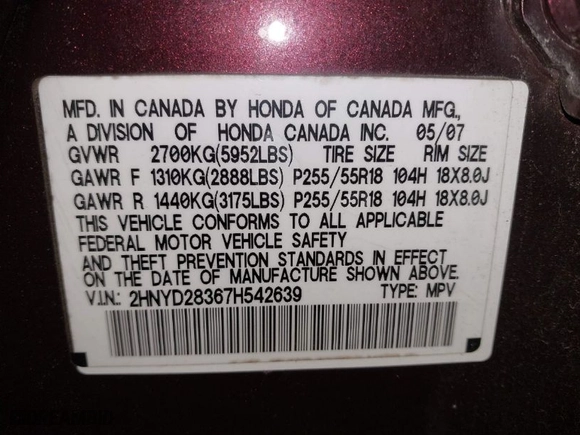 MFD. IN CANADA BY HONDA OF CANADA MFG.,
A DIVISION OF HONDA CANADA INC. 05/07
GVWR 2700KG(5952LBS) TIRE SIZE RIM SIZE
GAWR F 1310KG(2888LBS) P255/55R18 104H 18X8.0J
GAWR R 1440KG(3175LBS) P255/55R18 104H 18X8.0J
THIS VEHICLE CONFORMS TO ALL APPLICABLE
FEDERAL MOTOR VEHICLE SAFETY
AND THEFT PREVENTION STANDARDS IN EFFECT
ON THE DATE OF MANUFACTURE SHOWN ABOVE.
V.I.N.: 2HNYD28367H542639 TYPE: MPV